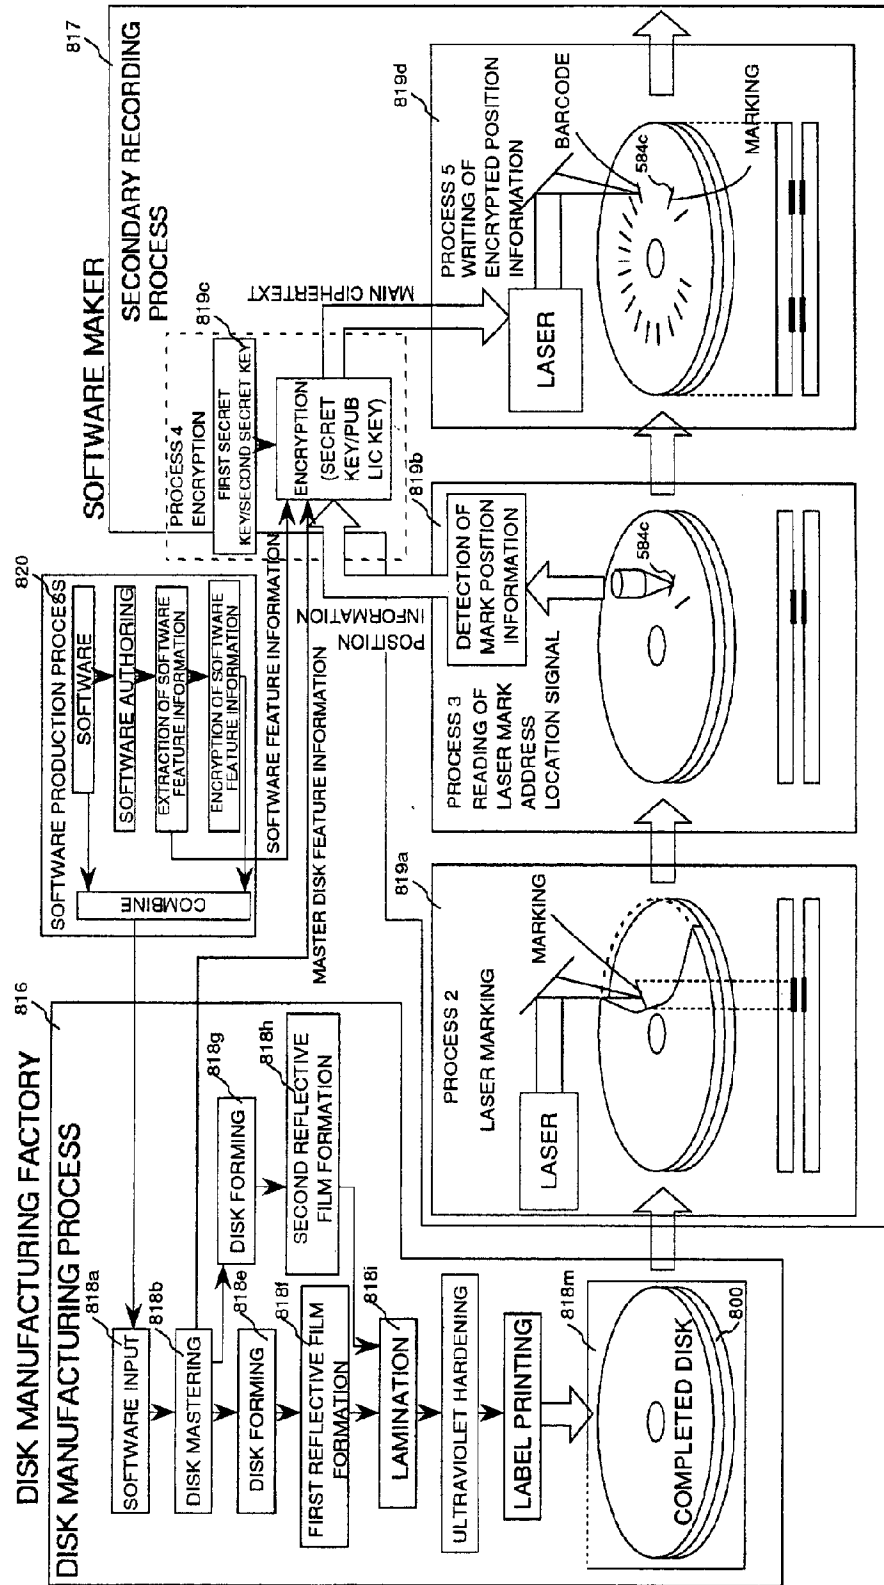 DISK MANUFACTURING FACTORY
DISK MANUFACTURING PROCESS
816
818a
SOFTWARE INPUT
818b
DISK MASTERING
818e
DISK FORMING
818f
FIRST REFLECTIVE FILM
FORMATION
818g
DISK FORMING
818h
SECOND REFLECTIVE
FILM FORMATION
818i
LAMINATION
ULTRAVIOLET HARDENING
LABEL PRINTING
818m
COMPLETED DISK
800
820
SOFTWARE PRODUCTION PROCESS
SOFTWARE
SOFTWARE AUTHORING
EXTRACTION OF SOFTWARE
FEATURE INFORMATION
ENCRYPTION OF SOFTWARE
FEATURE INFORMATION
COMBINE
SOFTWARE FEATURE INFORMATION
MASTER DISK FEATURE INFORMATION
POSITION
INFORMATION
SOFTWARE MAKER
817
SECONDARY RECORDING
PROCESS
PROCESS 4
ENCRYPTION
819c
FIRST SECRET
KEY/SECOND SECRET KEY
ENCRYPTION
(SECRET
KEY/PUB
LIC KEY)
MAIN CIPHERTEXT
819a
PROCESS 2
LASER MARKING
LASER
MARKING
819b
PROCESS 3
READING OF
LASER MARK
ADDRESS
LOCATION SIGNAL
DETECTION OF
MARK POSITION
INFORMATION
584c
819d
PROCESS 5
WRITING OF
ENCRYPTED POSITION
INFORMATION
LASER
BARCODE
584c
MARKING